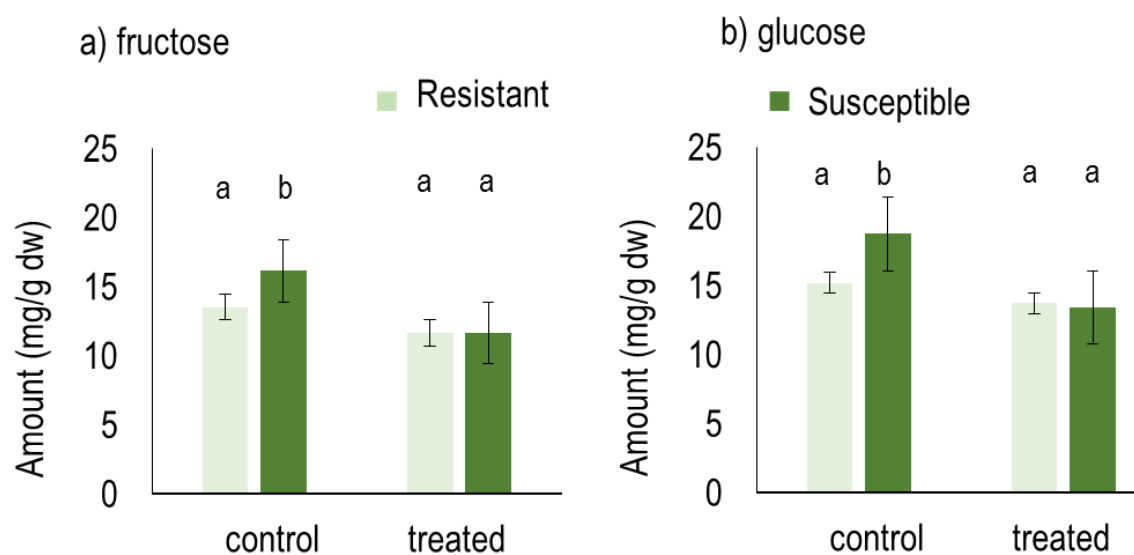 a) fructose
b) glucose
Resistant
Susceptible
Amount (mg/g dw)
25
20
15
10
5
0
a b a a
control treated
Amount (mg/g dw)
25
20
15
10
5
0
a b a a
control treated